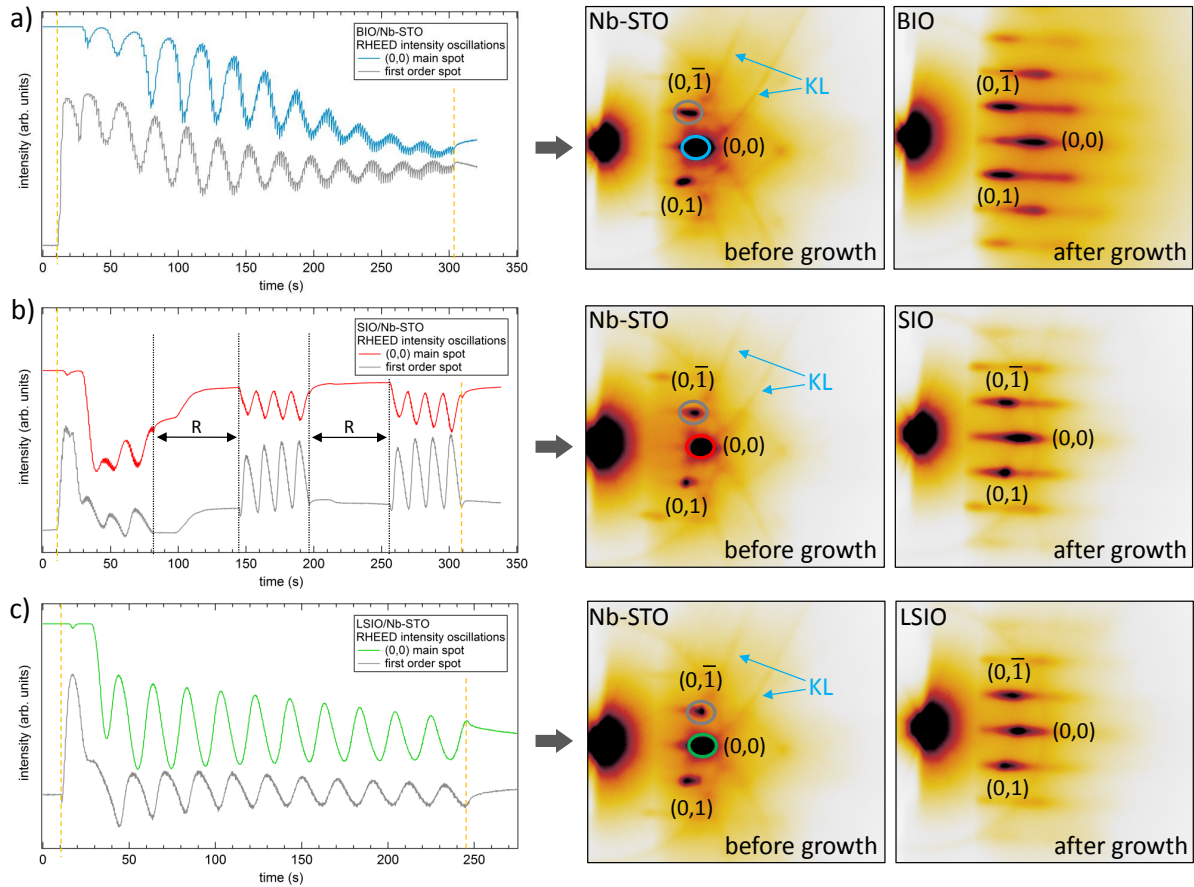 a)
intensity (arb. units)
BIO/Nb-STO
RHEED intensity oscillations
(0,0) main spot
first order spot
0 50 100 150 200 250 300 350
time (s)
Nb-STO
KL
(0,1̅)
(0,0)
(0,1)
before growth
BIO
(0,1̅)
(0,0)
(0,1)
after growth
b)
intensity (arb. units)
SIO/Nb-STO
RHEED intensity oscillations
(0,0) main spot
first order spot
R
R
0 50 100 150 200 250 300 350
time (s)
Nb-STO
KL
(0,1̅)
(0,0)
(0,1)
before growth
SIO
(0,1̅)
(0,0)
(0,1)
after growth
c)
intensity (arb. units)
LSIO/Nb-STO
RHEED intensity oscillations
(0,0) main spot
first order spot
0 50 100 150 200 250
time (s)
Nb-STO
KL
(0,1̅)
(0,0)
(0,1)
before growth
LSIO
(0,1̅)
(0,0)
(0,1)
after growth